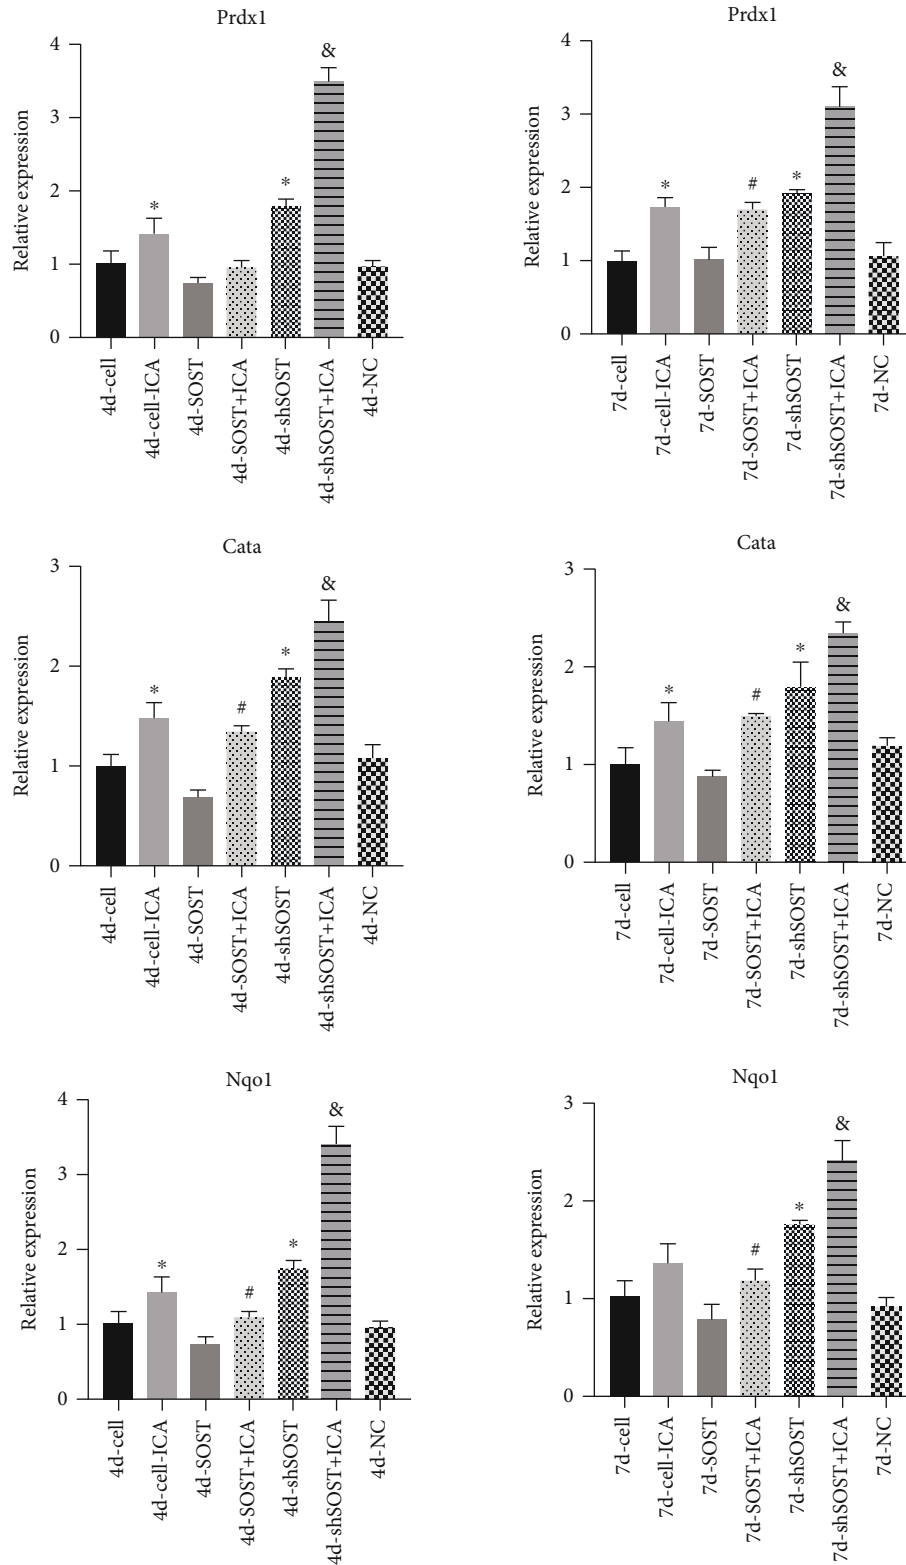 Prdx1
Relative expression
4
3
2
1
0
*
*
&
4d-cell
4d-cell-ICA
4d-SOST
4d-SOST+ICA
4d-shSOST
4d-shSOST+ICA
4d-NC
Prdx1
Relative expression
4
3
2
1
0
*
#
*
&
7d-cell
7d-cell-ICA
7d-SOST
7d-SOST+ICA
7d-shSOST
7d-shSOST+ICA
7d-NC
Cata
Relative expression
3
2
1
0
*
#
*
&
4d-cell
4d-cell-ICA
4d-SOST
4d-SOST+ICA
4d-shSOST
4d-shSOST+ICA
4d-NC
Cata
Relative expression
3
2
1
0
*
#
*
&
7d-cell
7d-cell-ICA
7d-SOST
7d-SOST+ICA
7d-shSOST
7d-shSOST+ICA
7d-NC
Nqo1
Relative expression
4
3
2
1
0
*
#
*
&
4d-cell
4d-cell-ICA
4d-SOST
4d-SOST+ICA
4d-shSOST
4d-shSOST+ICA
4d-NC
Nqo1
Relative expression
3
2
1
0
#
*
&
7d-cell
7d-cell-ICA
7d-SOST
7d-SOST+ICA
7d-shSOST
7d-shSOST+ICA
7d-NC